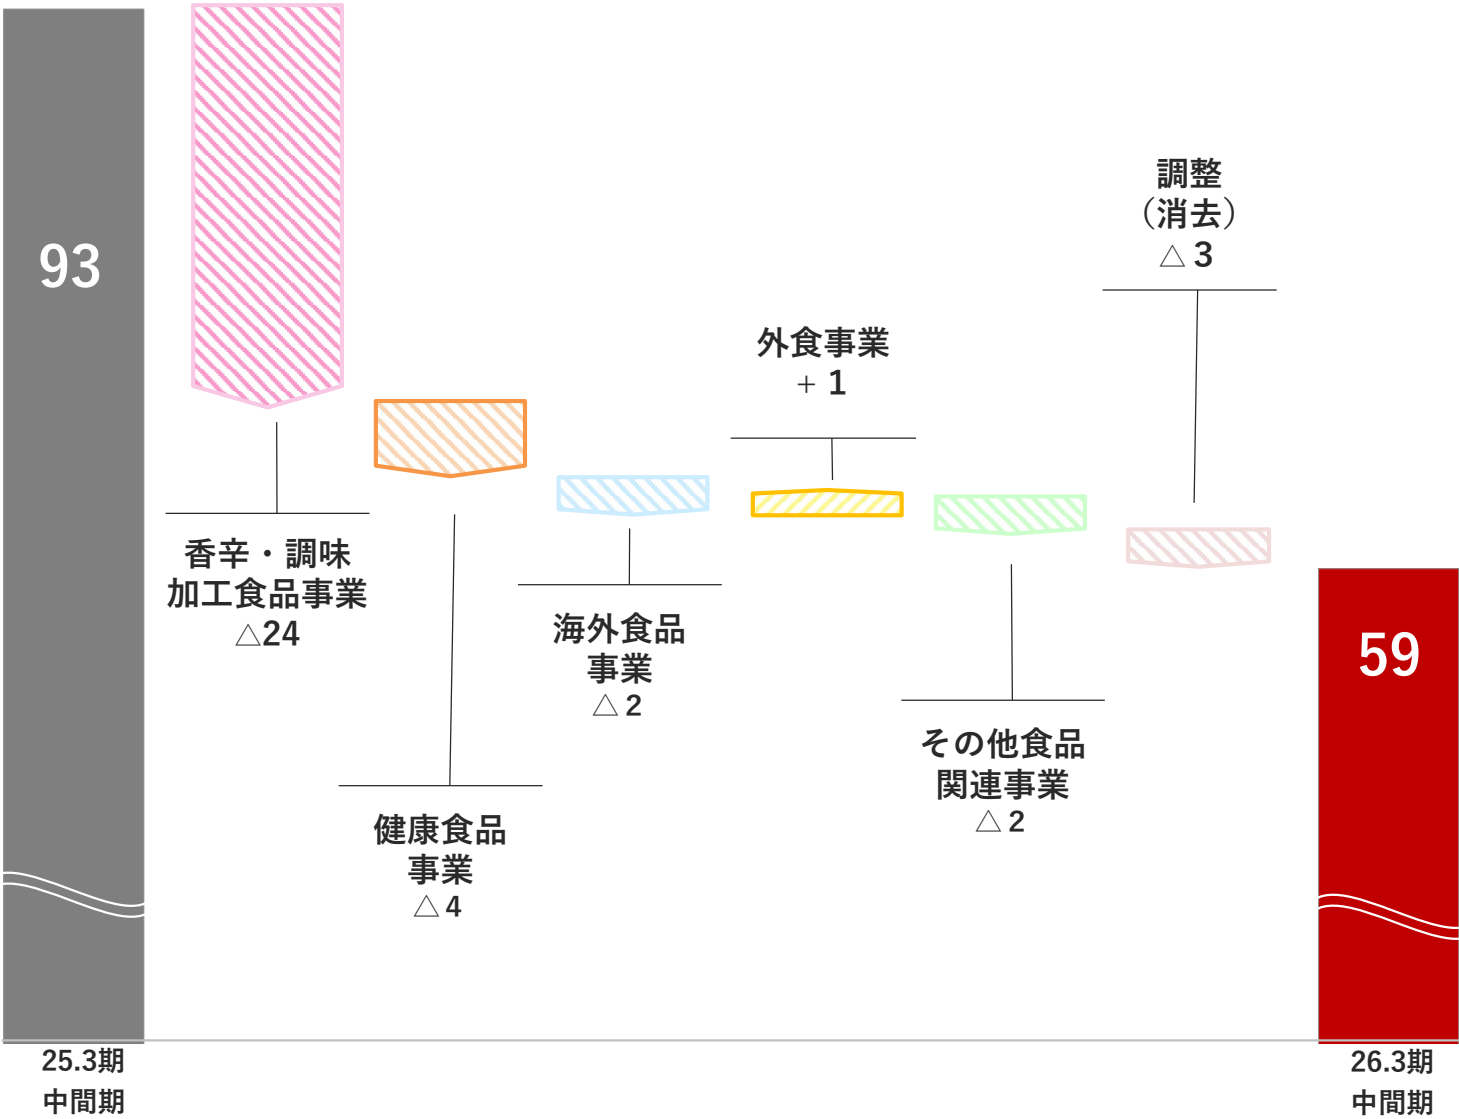 93
香辛・調味
加工食品事業
△24
健康食品
事業
△4
海外食品
事業
△2
外食事業
+1
その他食品
関連事業
△2
調整
（消去）
△3
59
25.3期
中間期
26.3期
中間期